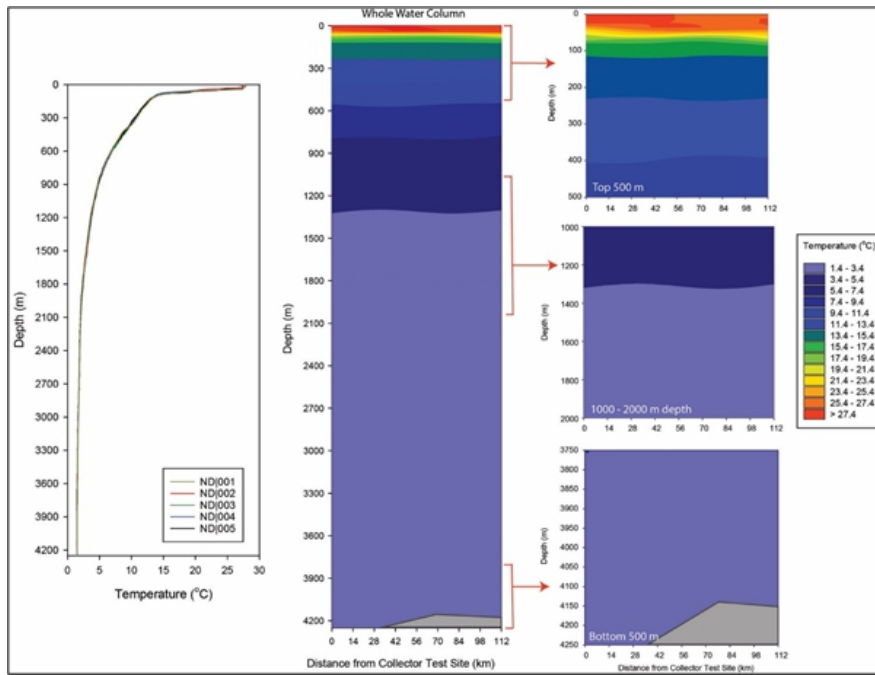 Whole Water Column
0
300
600
900
1200
1500
1800
2100
2400
2700
3000
3300
3600
3900
4200
Depth (m)
0 5 10 15 20 25 30
Temperature (°C)
ND|001
ND|002
ND|003
ND|004
ND|005
0
300
600
900
1200
1500
1800
2100
2400
2700
3000
3300
3600
3900
4200
Depth (m)
0 14 28 42 56 70 84 98 112
Distance from Collector Test Site (km)
0
100
200
300
400
500
Depth (m)
Top 500 m
0 14 28 42 56 70 84 98 112
1000
1200
1400
1600
1800
2000
Depth (m)
1000 - 2000 m depth
0 14 28 42 56 70 84 98 112
3750
3800
3850
3900
3950
4000
4050
4100
4150
4200
4250
Depth (m)
Bottom 500 m
0 14 28 42 56 70 84 98 112
Distance from Collector Test Site (km)
Temperature (°C)
1.4 - 3.4
3.4 - 5.4
5.4 - 7.4
7.4 - 9.4
9.4 - 11.4
11.4 - 13.4
13.4 - 15.4
15.4 - 17.4
17.4 - 19.4
19.4 - 21.4
21.4 - 23.4
23.4 - 25.4
25.4 - 27.4
> 27.4